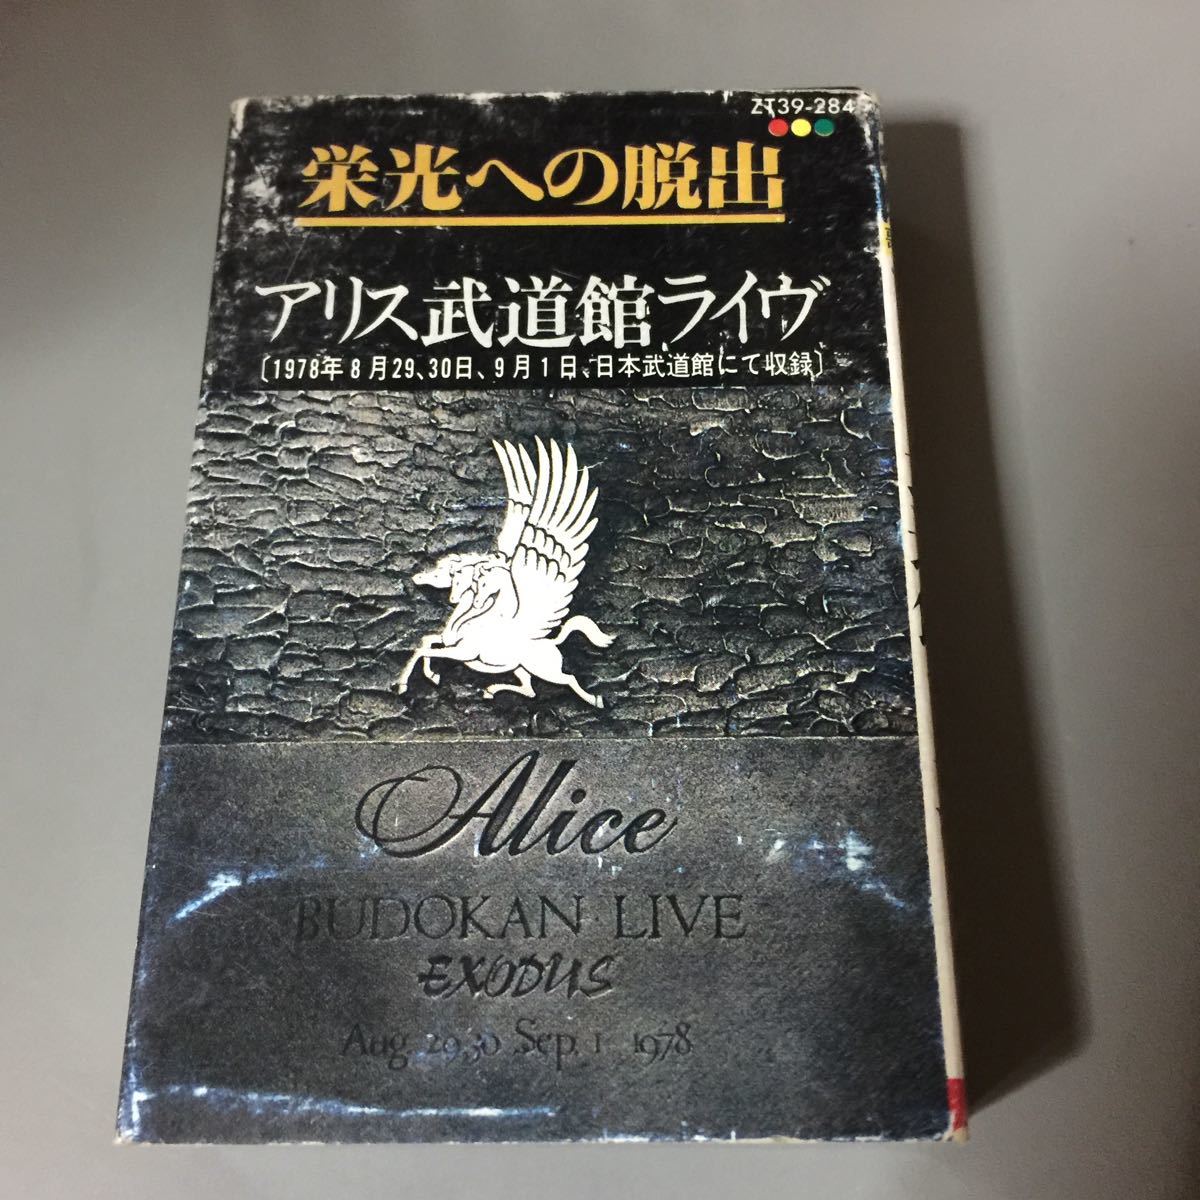 ZT39-284
栄光への脱出
アリス武道館ライヴ
〔1978年8月29、30日、9月1日、日本武道館にて収録〕
Alice
BUDOKAN LIVE
EXODUS
Aug 29,30 Sep. 1 1978